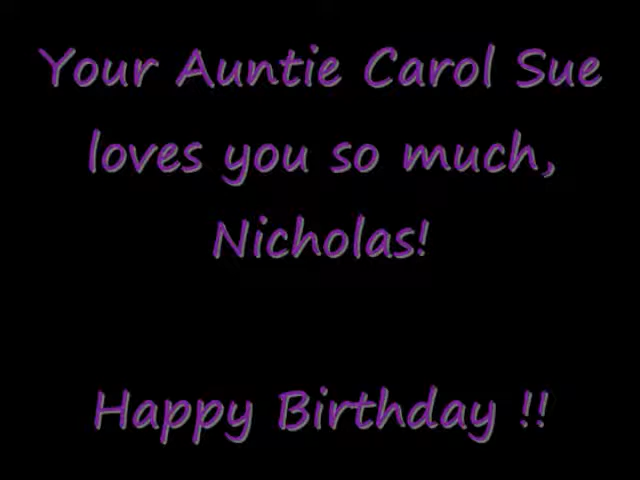 Your Auntie Carol Sue
loves you so much,
Nicholas!
Happy Birthday !!